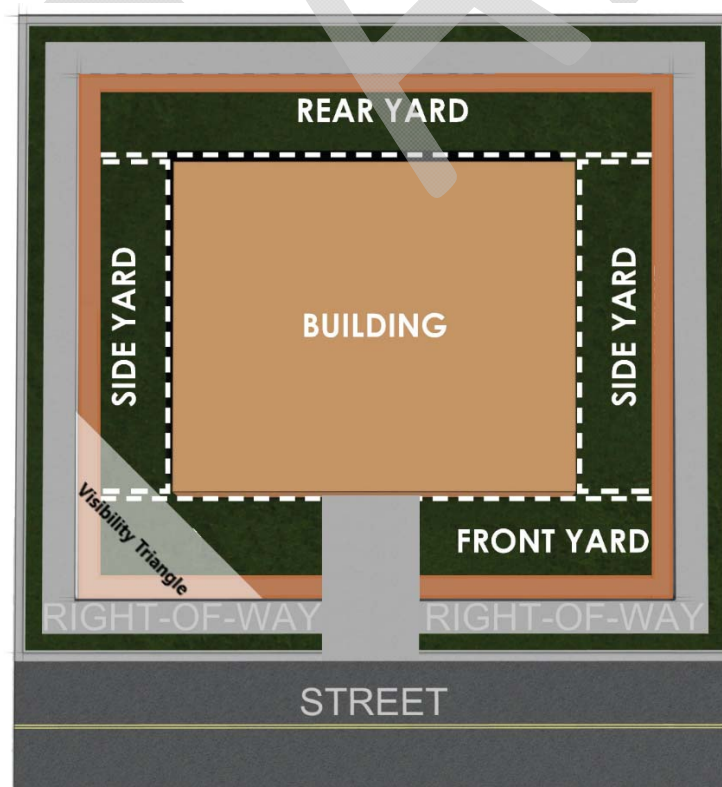 REAR YARD
SIDE YARD
BUILDING
SIDE YARD
Visibility Triangle
FRONT YARD
RIGHT-OF-WAY
RIGHT-OF-WAY
STREET